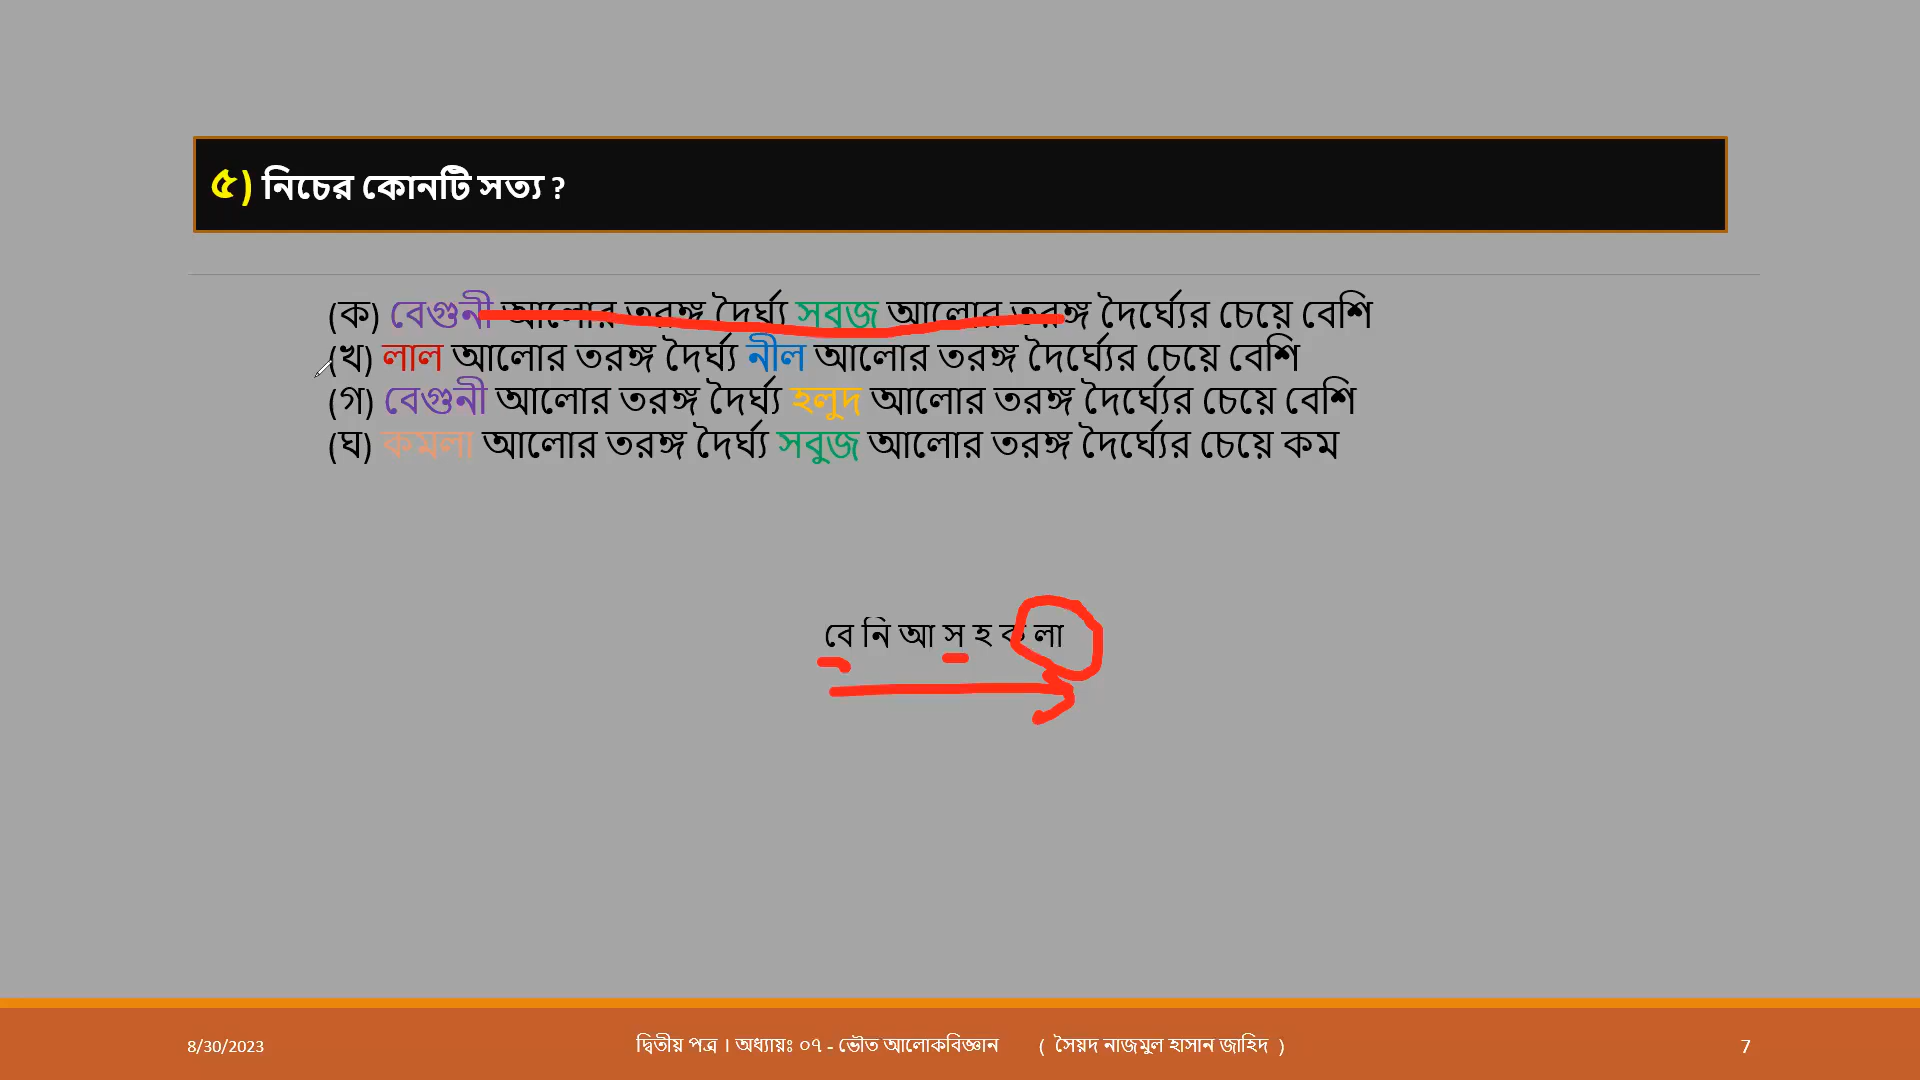 ৫) নিচের কোনটি সত্য ?
(ক) বেগুনী আলোর তরঙ্গ দৈর্ঘ্য সবুজ আলোর তরঙ্গ দৈর্ঘ্যের চেয়ে বেশি
(খ) লাল আলোর তরঙ্গ দৈর্ঘ্য নীল আলোর তরঙ্গ দৈর্ঘ্যের চেয়ে বেশি
(গ) বেগুনী আলোর তরঙ্গ দৈর্ঘ্য হলুদ আলোর তরঙ্গ দৈর্ঘ্যের চেয়ে বেশি
(ঘ) কমলা আলোর তরঙ্গ দৈর্ঘ্য সবুজ আলোর তরঙ্গ দৈর্ঘ্যের চেয়ে কম
বে নি আ স হ ক লা
8/30/2023 দ্বিতীয় পত্র । অধ্যায়ঃ ০৭ - ভৌত আলোকবিজ্ঞান ( সৈয়দ নাজমুল হাসান জাহিদ ) 7